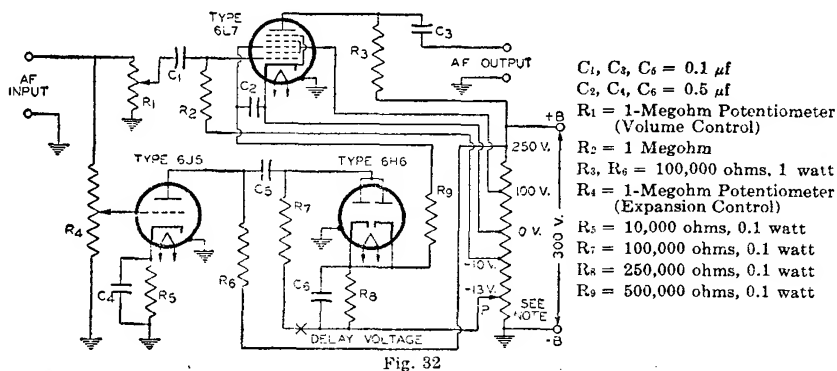 TYPE
6L7
C3
AF
INPUT
R1
C1
R2
C2
R3
AF OUTPUT
+B
250 V.
100 V.
0 V.
-10 V.
-13 V.
P
SEE
NOTE
300 V.
-B
TYPE 6J5
C5
TYPE 6H6
R4
R7
R9
C4
R5
R6
C6
R8
DELAY VOLTAGE
Fig. 32
C1, C3, C5 = 0.1 μf
C2, C4, C6 = 0.5 μf
R1 = 1-Megohm Potentiometer
(Volume Control)
R2 = 1 Megohm
R3, R6 = 100,000 ohms, 1 watt
R4 = 1-Megohm Potentiometer
(Expansion Control)
R5 = 10,000 ohms, 0.1 watt
R7 = 100,000 ohms, 0.1 watt
R8 = 250,000 ohms, 0.1 watt
R9 = 500,000 ohms, 0.1 watt